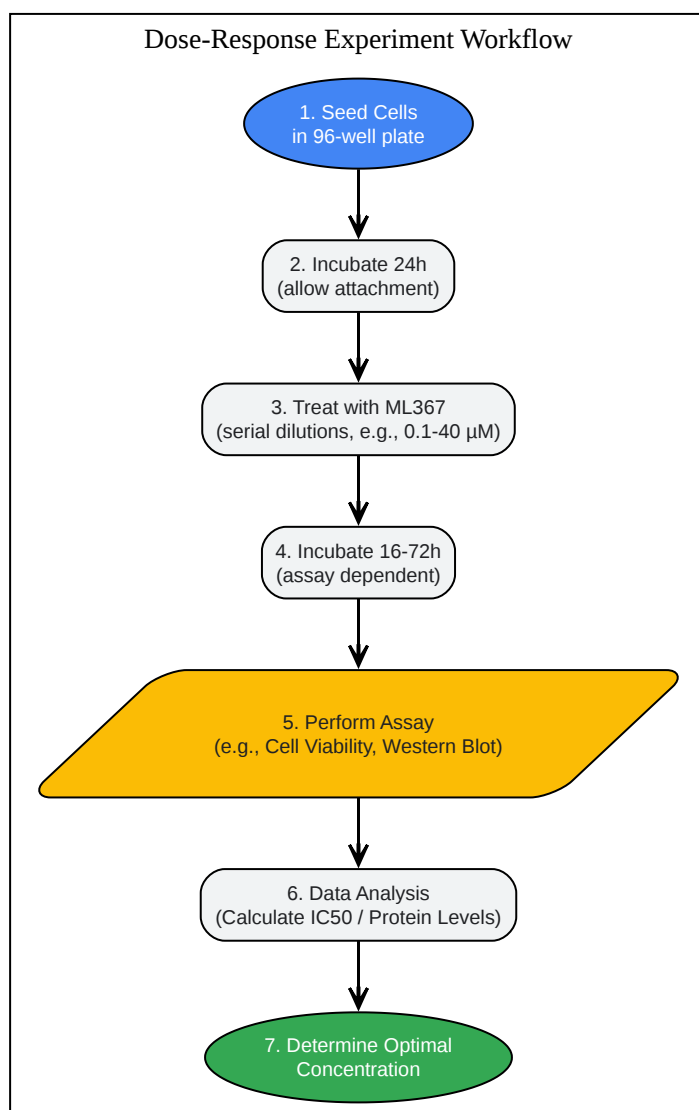 Dose-Response Experiment Workflow
1. Seed Cells
in 96-well plate
2. Incubate 24h
(allow attachment)
3. Treat with ML367
(serial dilutions, e.g., 0.1-40 µM)
4. Incubate 16-72h
(assay dependent)
5. Perform Assay
(e.g., Cell Viability, Western Blot)
6. Data Analysis
(Calculate IC50 / Protein Levels)
7. Determine Optimal
Concentration